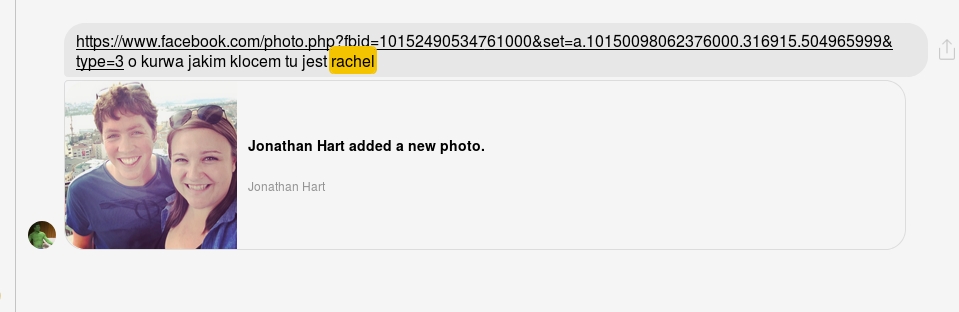 https://www.facebook.com/photo.php?fbid=10152490534761000&set=a.10150098062376000.316915.504965999&
type=3 o kurwa jakim klocem tu jest rachel
Jonathan Hart added a new photo.
Jonathan Hart